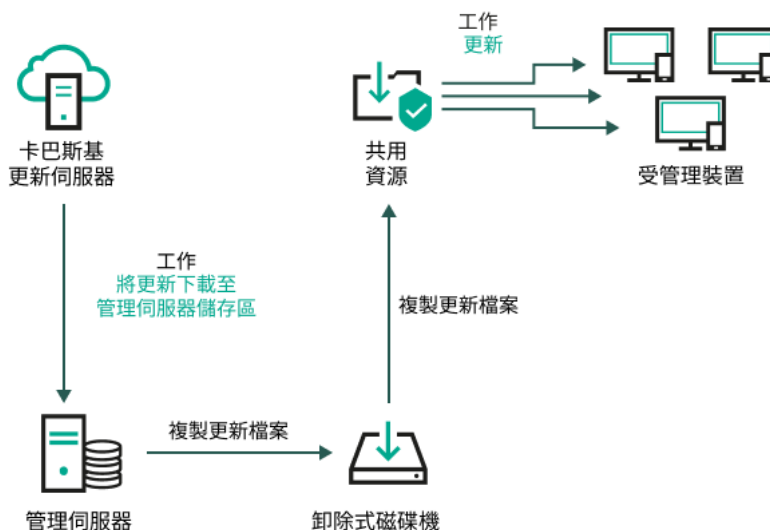 卡巴斯基
更新伺服器
工作
將更新下載至
管理伺服器儲存區
管理伺服器
複製更新檔案
卸除式磁碟機
複製更新檔案
共用
資源
工作
更新
受管理裝置